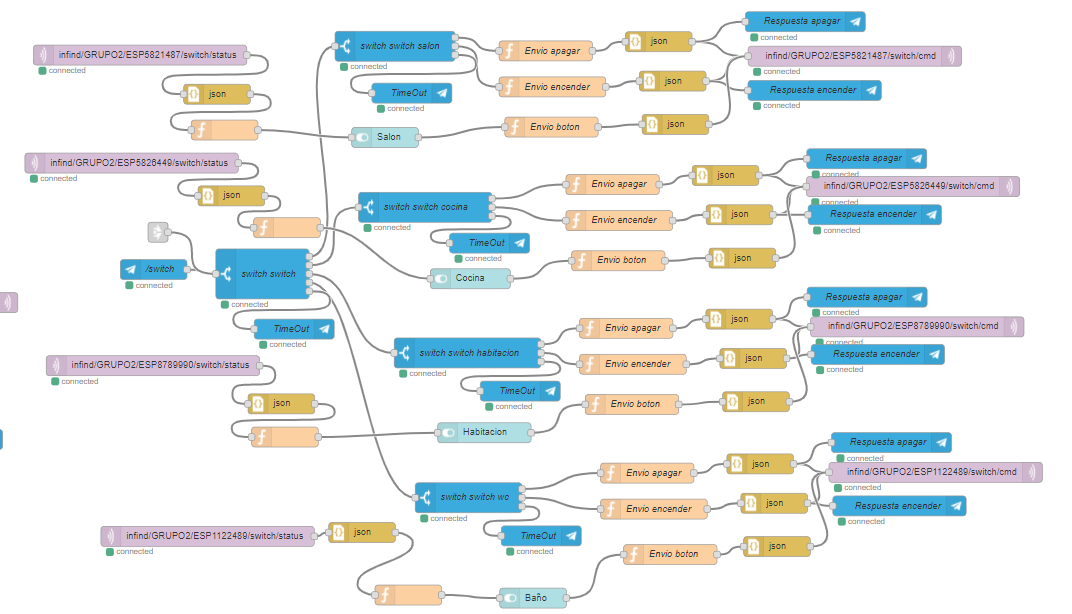 Respuesta apagar
switch switch salon
json
Envio apagar
infind/GRUPO2/ESP5821487/switch/status
infind/GRUPO2/ESP5821487/switch/cmd
connected
connected
connected
json
Envio encender
Respuesta encender
json
TimeOut
connected
connected
json
Envio boton
Salon
Respuesta apagar
infind/GRUPO2/ESP5826449/switch/status
connected
json
connected
Envio apagar
infind/GRUPO2/ESP5826449/switch/cmd
json
connected
switch switch cocina
json
Respuesta encender
Envio encender
connected
connected
TimeOut
connected
json
Envio boton
/switch
switch switch
Cocina
connected
Respuesta apagar
connected
connected
json
TimeOut
Envio apagar
infind/GRUPO2/ESP8789990/switch/cmd
connected
connected
switch switch habitacion
json
Respuesta encender
Envio encender
infind/GRUPO2/ESP8789990/switch/status
connected
connected
connected
TimeOut
json
json
Envio boton
connected
Habitacion
Respuesta apagar
connected
json
Envio apagar
infind/GRUPO2/ESP1122489/switch/cmd
connected
switch switch wc
json
Respuesta encender
Envio encender
connected
connected
json
infind/GRUPO2/ESP1122489/switch/status
TimeOut
json
connected
connected
Envio boton
Baño